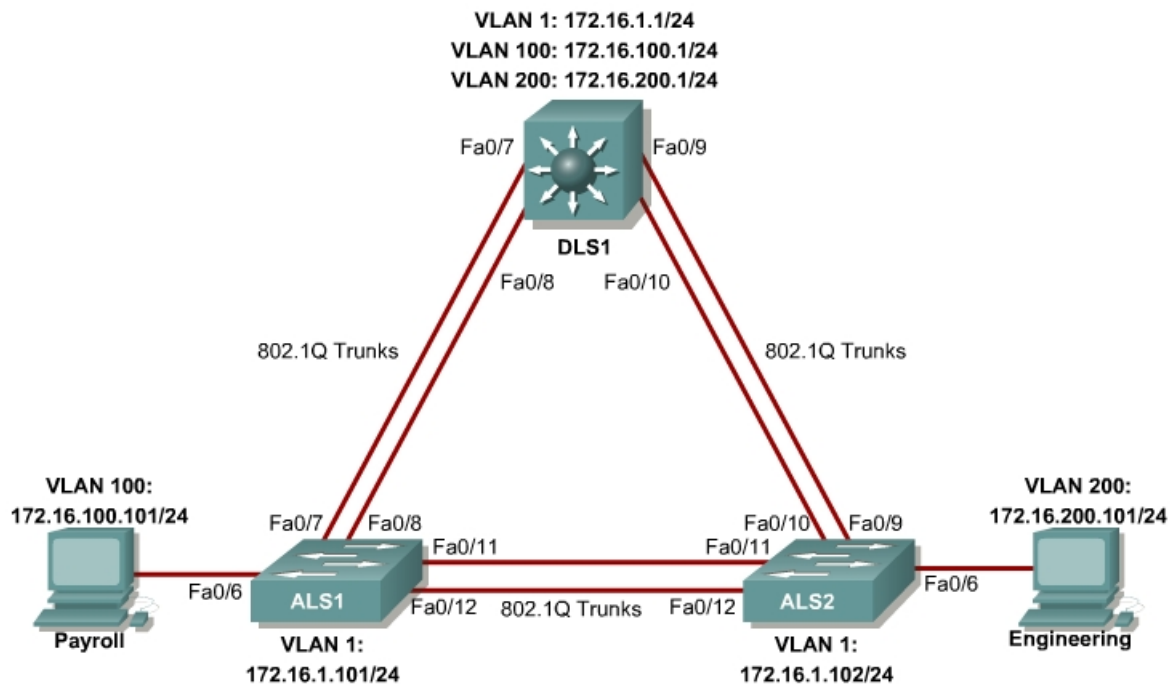 VLAN 1: 172.16.1.1/24
VLAN 100: 172.16.100.1/24
VLAN 200: 172.16.200.1/24
Fa0/7
Fa0/9
DLS1
Fa0/8
Fa0/10
802.1Q Trunks
802.1Q Trunks
VLAN 100:
172.16.100.101/24
VLAN 200:
172.16.200.101/24
Fa0/7
Fa0/8
Fa0/10
Fa0/9
Fa0/11
Fa0/11
Fa0/6
Fa0/6
ALS1
ALS2
Fa0/12
802.1Q Trunks
Fa0/12
Payroll
Engineering
VLAN 1:
172.16.1.101/24
VLAN 1:
172.16.1.102/24